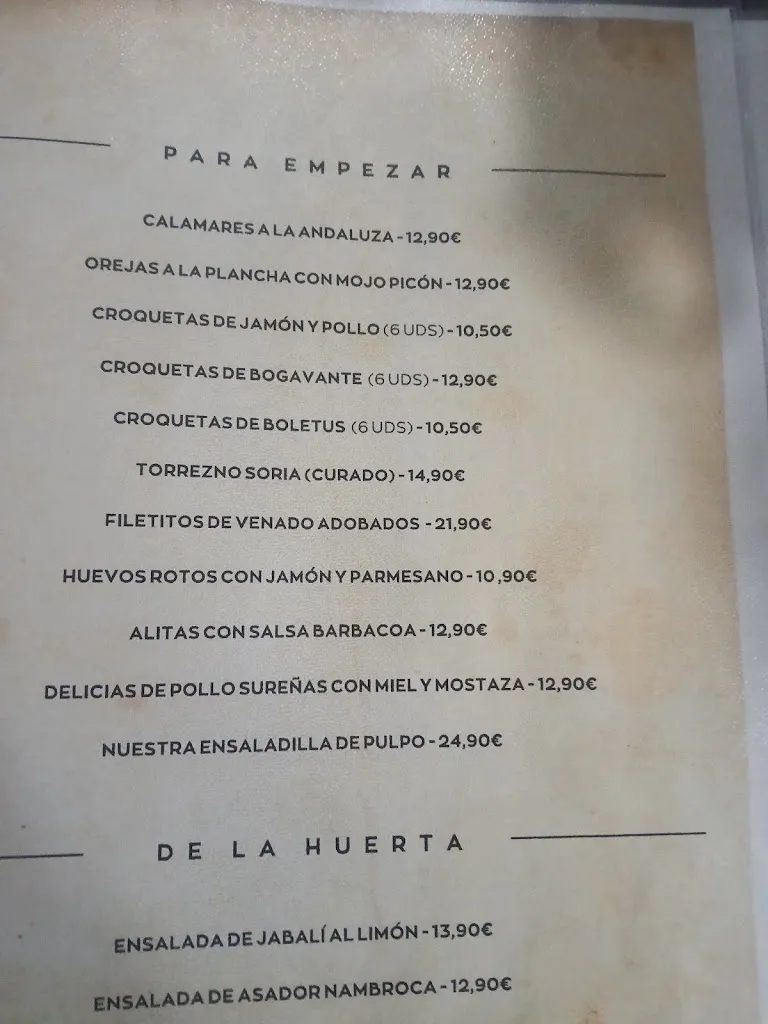 PARA EMPEZAR
CALAMARES A LA ANDALUZA - 12,90€
OREJAS A LA PLANCHA CON MOJO PICÓN - 12,90€
CROQUETAS DE JAMÓN Y POLLO (6 UDS) - 10,50€
CROQUETAS DE BOGAVANTE (6 UDS) - 12,90€
CROQUETAS DE BOLETUS (6 UDS) - 10,50€
TORREZNO SORIA (CURADO) - 14,90€
FILETITOS DE VENADO ADOBADOS - 21,90€
HUEVOS ROTOS CON JAMÓN Y PARMESANO - 10,90€
ALITAS CON SALSA BARBACOA - 12,90€
DELICIAS DE POLLO SUREÑAS CON MIEL Y MOSTAZA - 12,90€
NUESTRA ENSALADILLA DE PULPO - 24,90€
DE LA HUERTA
ENSALADA DE JABALÍ AL LIMÓN - 13,90€
ENSALADA DE ASADOR NAMBROCA - 12,90€